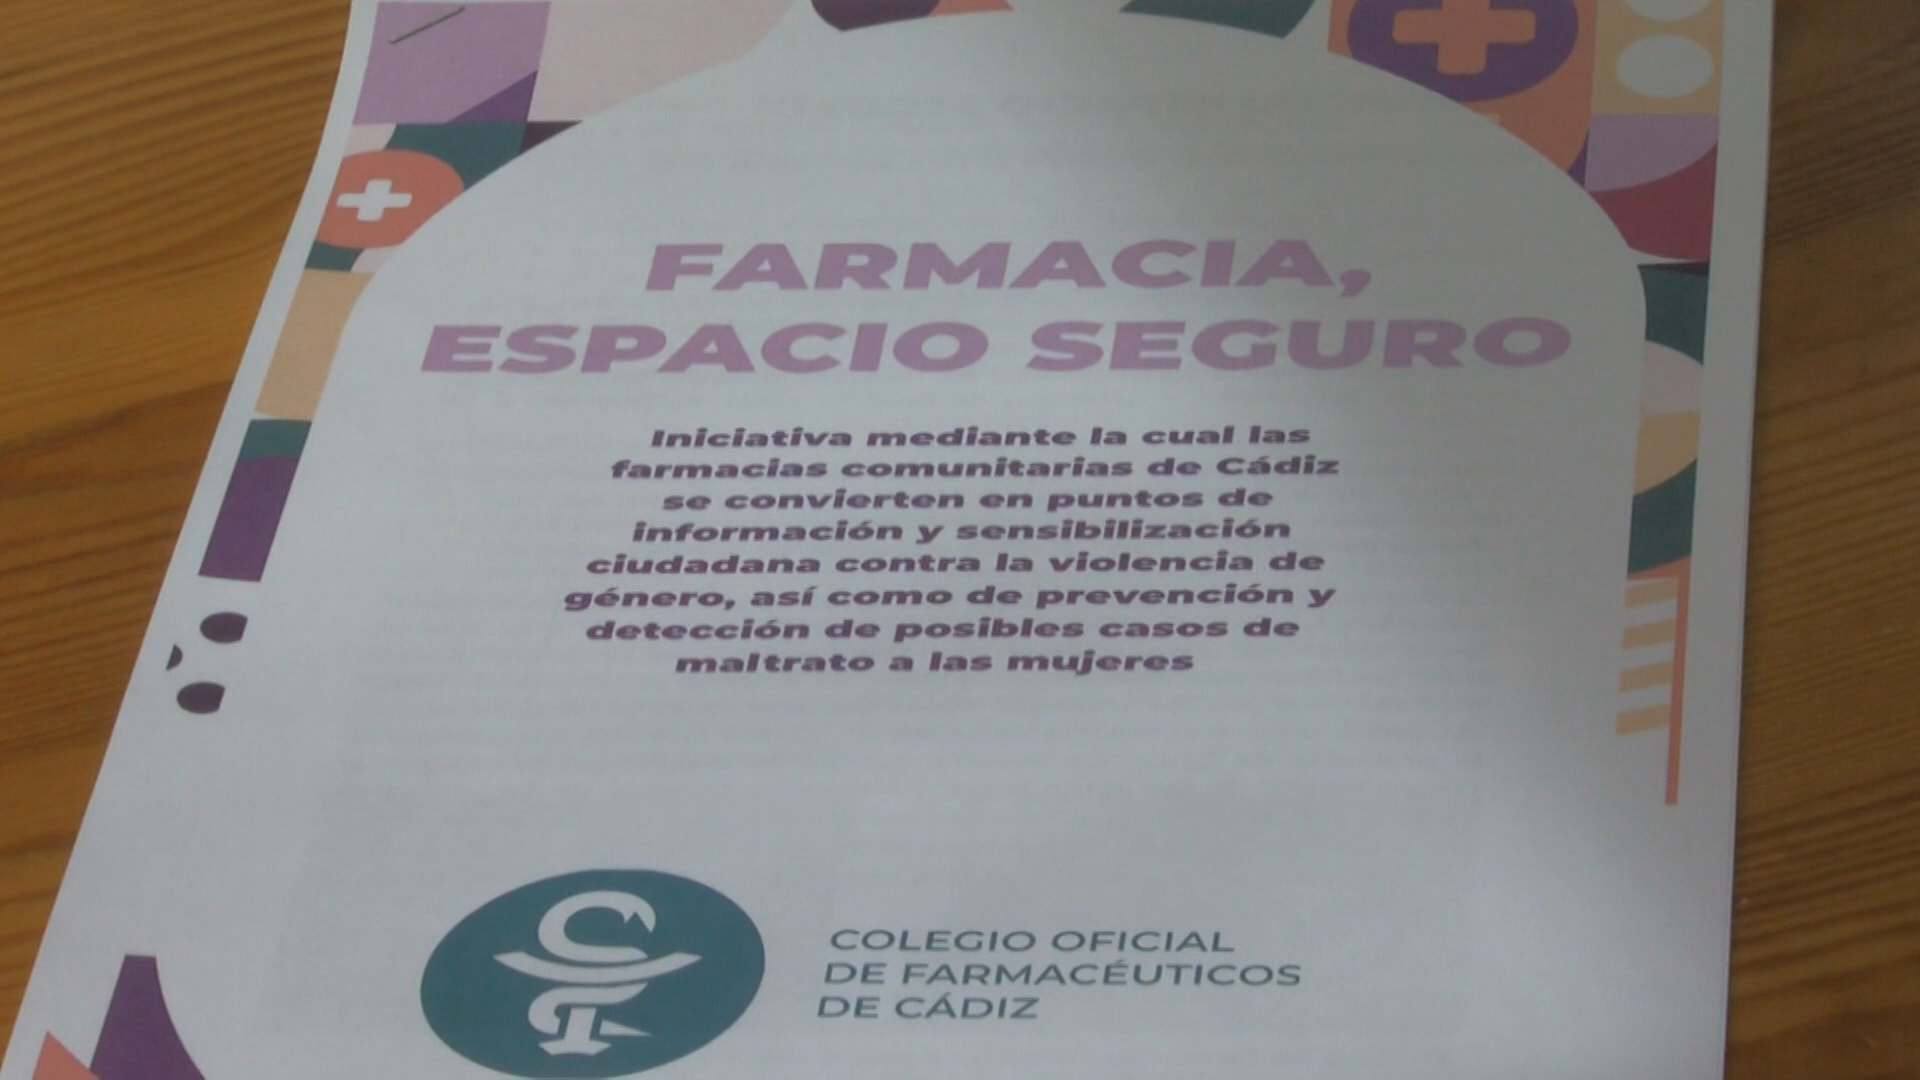 FARMACIA,
ESPACIO SEGURO
Iniciativa mediante la cual las
farmacias comunitarias de Cádiz
se convierten en puntos de
información y sensibilización
ciudadana contra la violencia de
género, así como de prevención y
detección de posibles casos de
maltrato a las mujeres
COLEGIO OFICIAL
DE FARMACÉUTICOS
DE CÁDIZ